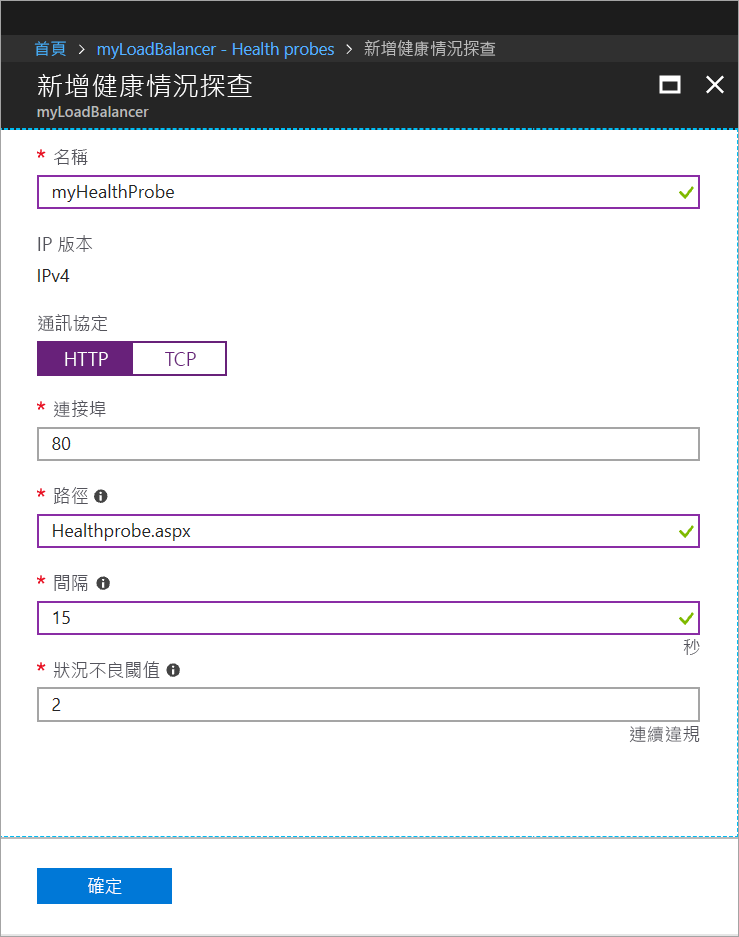 首頁 > myLoadBalancer - Health probes > 新增健康情況探查
新增健康情況探查
myLoadBalancer
* 名稱
myHealthProbe
IP 版本
IPv4
通訊協定
HTTP TCP
* 連接埠
80
* 路徑
Healthprobe.aspx
* 間隔
15
秒
* 狀況不良閾值
2
連續違規
確定